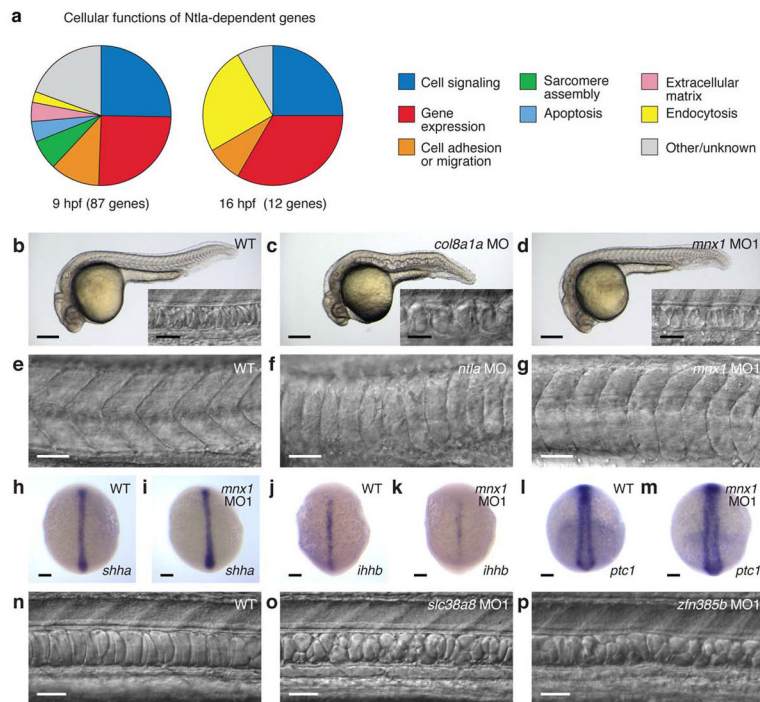 a
Cellular functions of Ntla-dependent genes
9 hpf (87 genes)
16 hpf (12 genes)
Cell signaling
Gene
expression
Cell adhesion
or migration
Sarcomere
assembly
Apoptosis
Extracellular
matrix
Endocytosis
Other/unknown
b
WT
c
col8a1a MO
d
mnx1 MO1
e
WT
f
ntla MO
g
mnx1 MO1
h
WT
shha
i
mnx1
MO1
shha
j
WT
ihhb
k
mnx1
MO1
ihhb
l
WT
ptc1
m
mnx1
MO1
ptc1
n
WT
o
slc38a8 MO1
p
zfn385b MO1